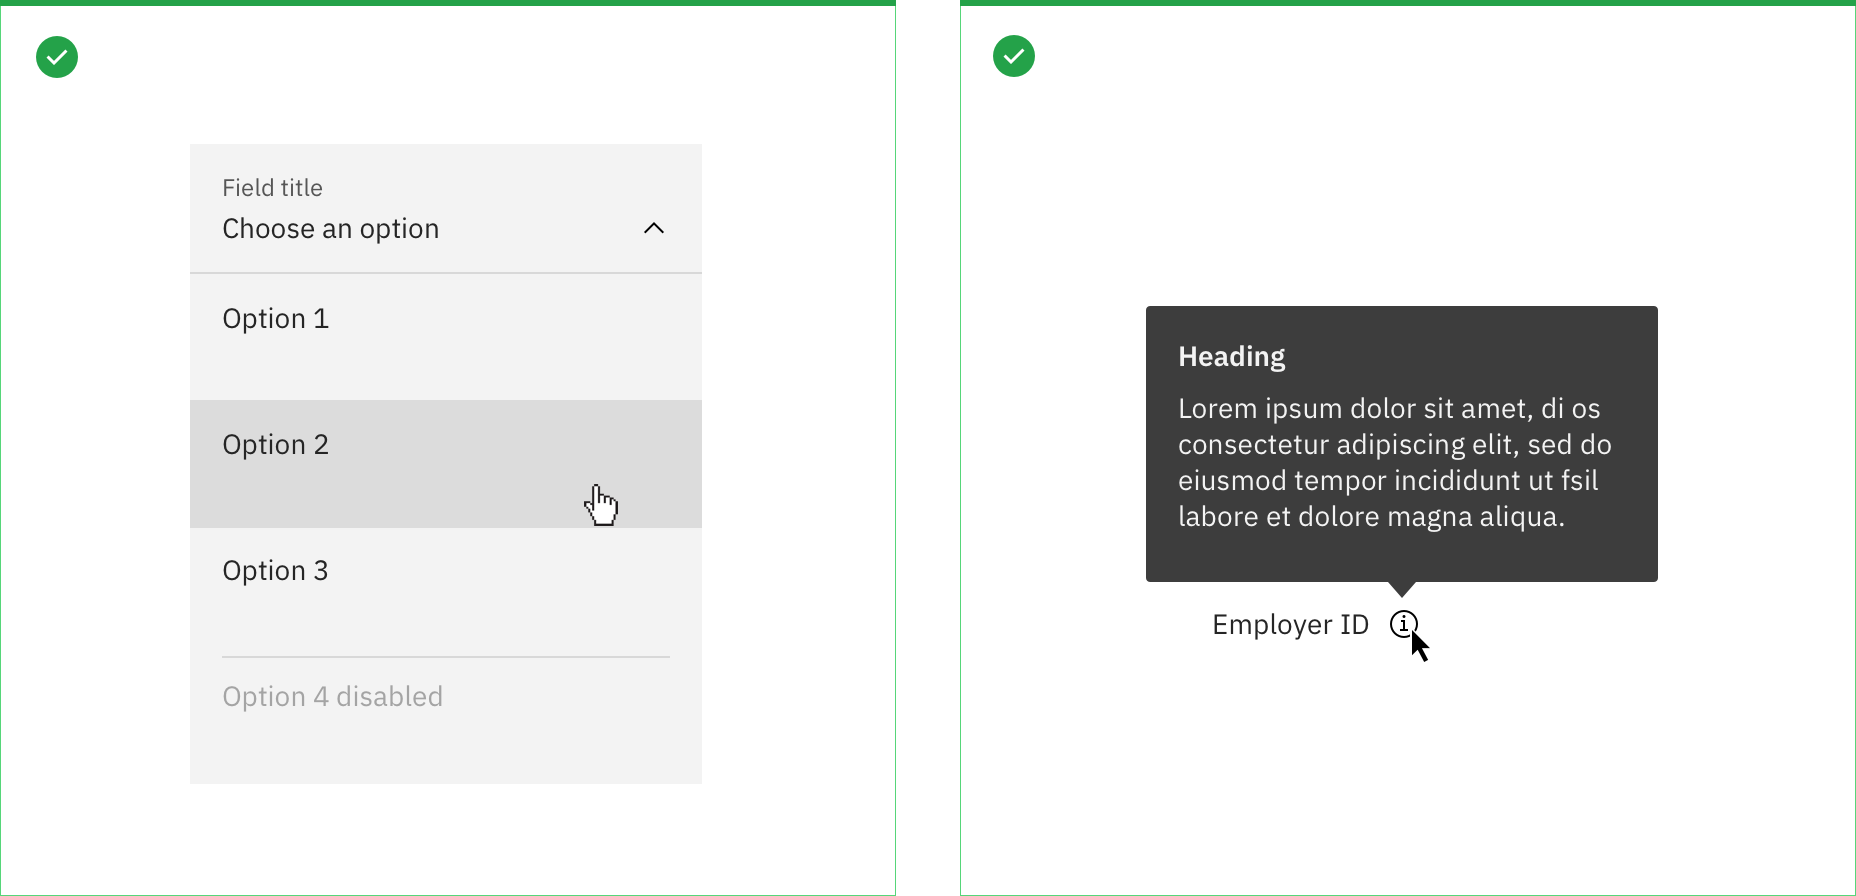 Field title
Choose an option
Option 1
Option 2
Option 3
Option 4 disabled
Heading
Lorem ipsum dolor sit amet, di os
consectetur adipiscing elit, sed do
eiusmod tempor incididunt ut fsil
labore et dolore magna aliqua.
Employer ID